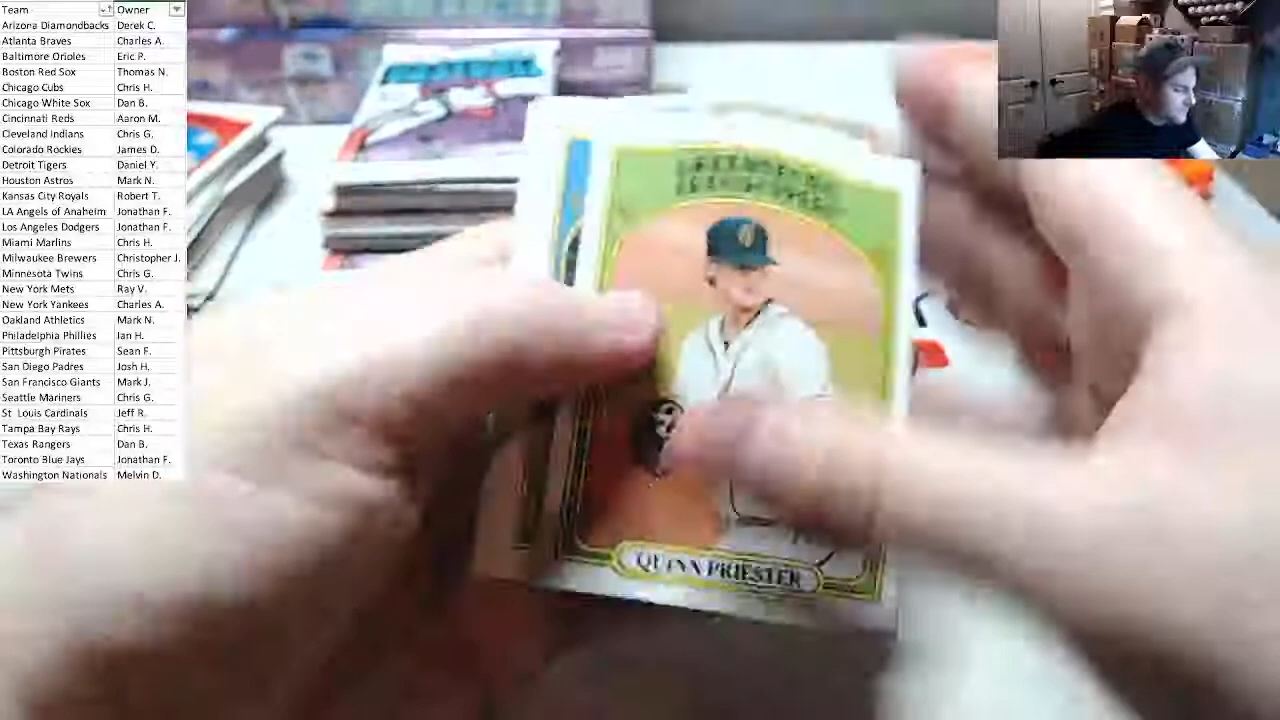 Team Owner
Arizona Diamondbacks Derek C.
Atlanta Braves Charles A.
Baltimore Orioles Eric P.
Boston Red Sox Thomas N.
Chicago Cubs Chris H.
Chicago White Sox Dan B.
Cincinnati Reds Aaron M.
Cleveland Indians Chris G.
Colorado Rockies James D.
Detroit Tigers Daniel Y.
Houston Astros Mark N.
Kansas City Royals Robert T.
LA Angels of Anaheim Jonathan F.
Los Angeles Dodgers Jonathan F.
Miami Marlins Chris H.
Milwaukee Brewers Christopher J.
Minnesota Twins Chris G.
New York Mets Ray V.
New York Yankees Charles A.
Oakland Athletics Mark N.
Philadelphia Phillies Ian H.
Pittsburgh Pirates Sean F.
San Diego Padres Josh H.
San Francisco Giants Mark J.
Seattle Mariners Chris G.
St Louis Cardinals Jeff R.
Tampa Bay Rays Chris H.
Texas Rangers Dan B.
Toronto Blue Jays Jonathan F.
Washington Nationals Melvin D.
QUINN PRIESTER